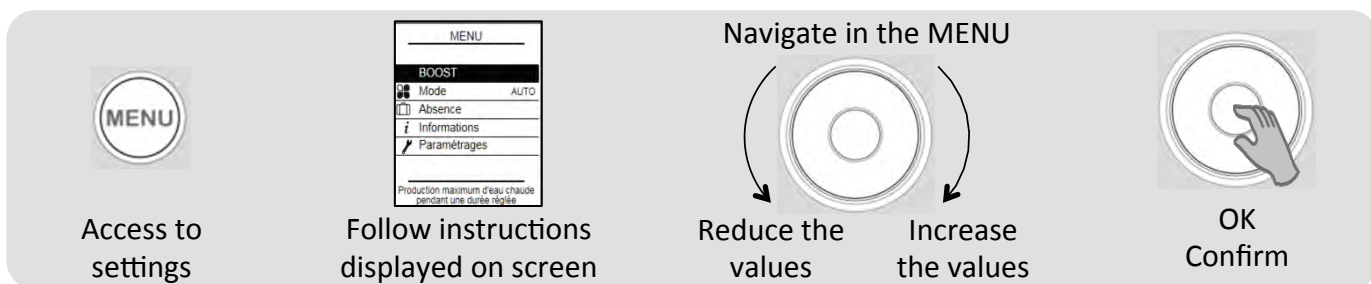 MENU
Access to
settings
MENU
BOOST
Mode AUTO
Absence
i Informations
Paramétrages
Production maximum d'eau chaude
pendant une durée réglée
Follow instructions
displayed on screen
Navigate in the MENU
Reduce the
values
Increase
the values
OK
Confirm